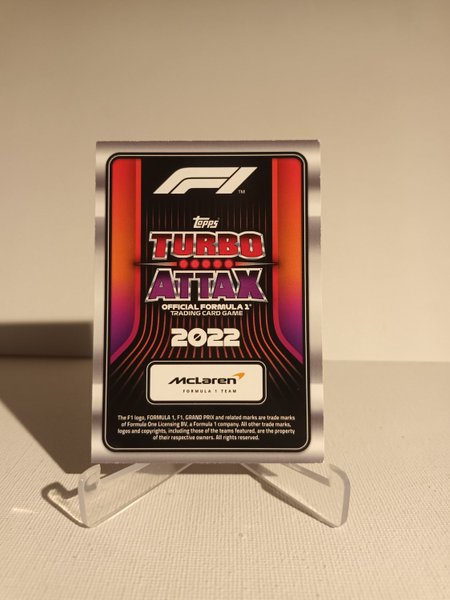 F1™
Topps
TURBO
ATTAX
OFFICIAL FORMULA 1®
TRADING CARD GAME
2022
McLaren
FORMULA 1 TEAM
The F1 logo, FORMULA 1, F1, GRAND PRIX and related marks are trade marks
of Formula One Licensing BV, a Formula 1 company. All other trade marks,
logos and copyrights, including those of the teams featured, are the property
of their respective owners. All rights reserved.